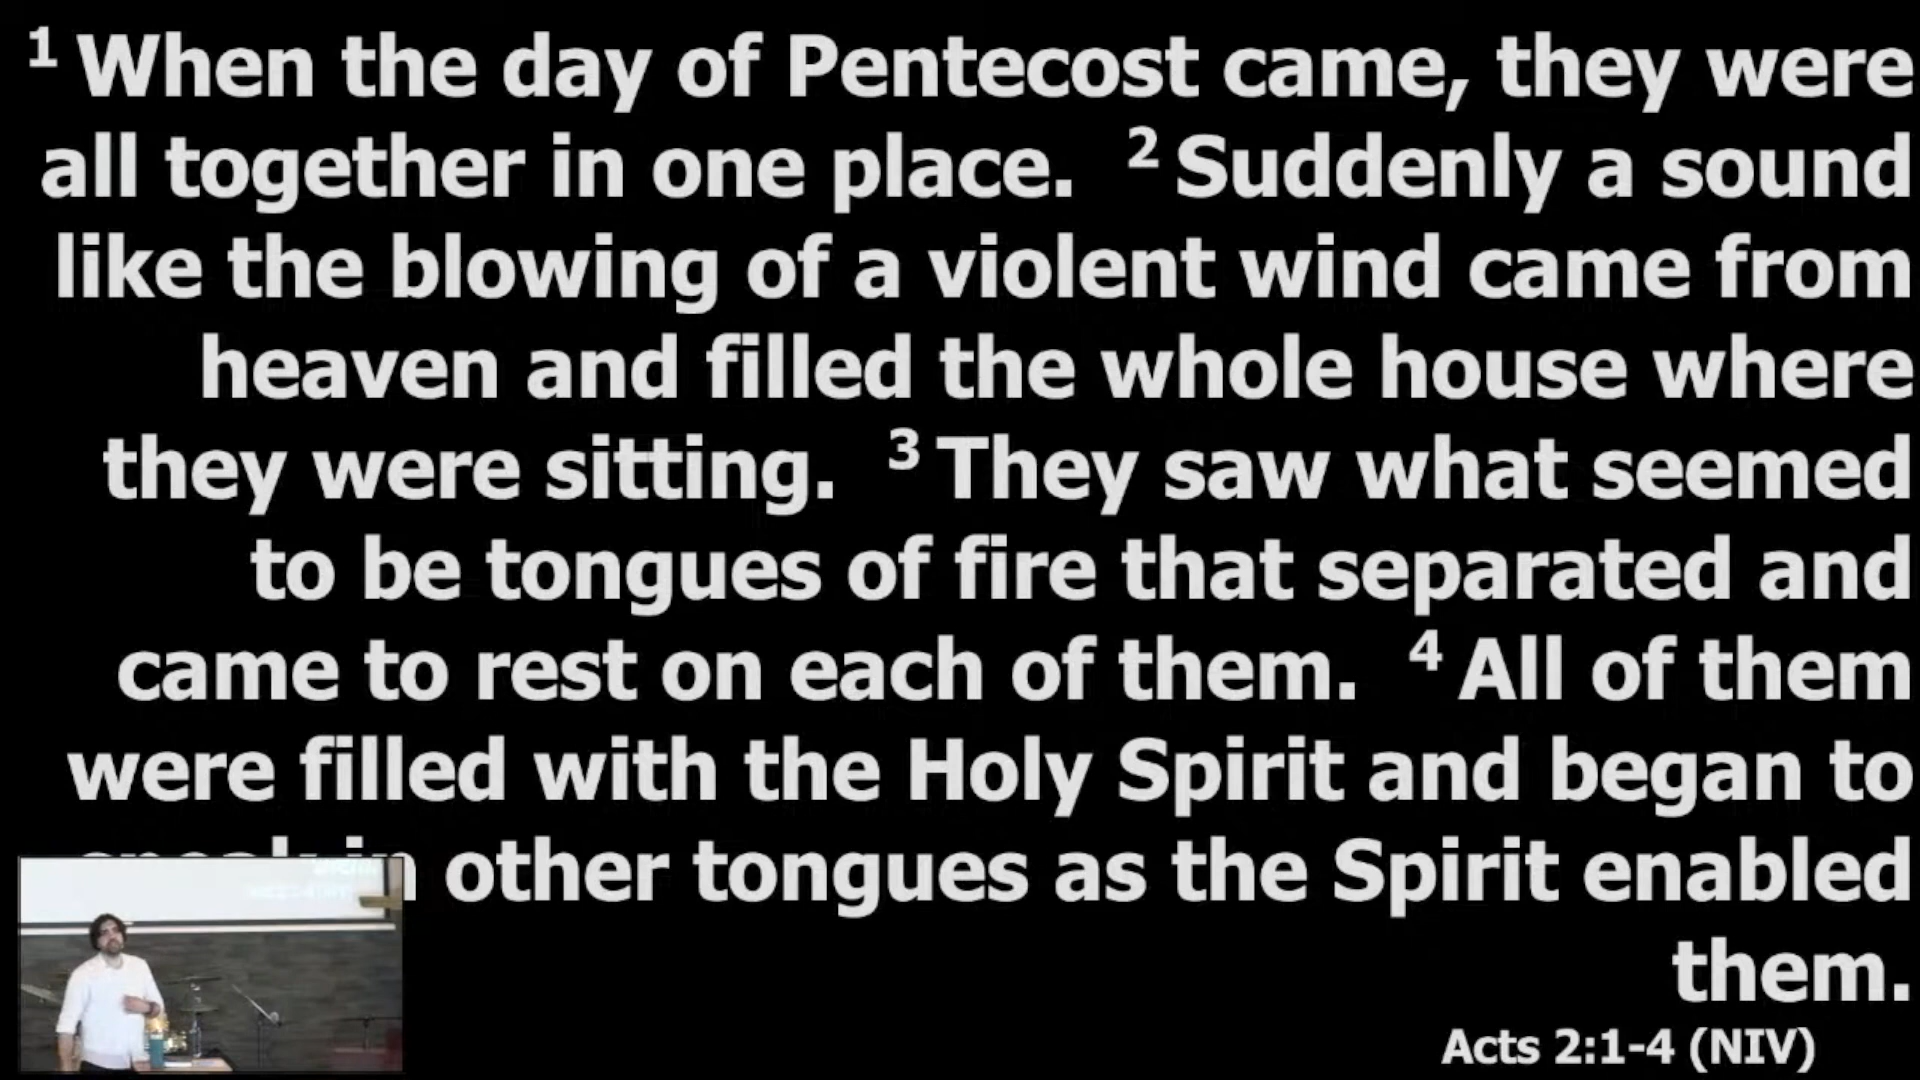 ¹ When the day of Pentecost came, they were
all together in one place. ² Suddenly a sound
like the blowing of a violent wind came from
heaven and filled the whole house where
they were sitting. ³ They saw what seemed
to be tongues of fire that separated and
came to rest on each of them. ⁴ All of them
were filled with the Holy Spirit and began to
speak in other tongues as the Spirit enabled
them.
Acts 2:1-4 (NIV)